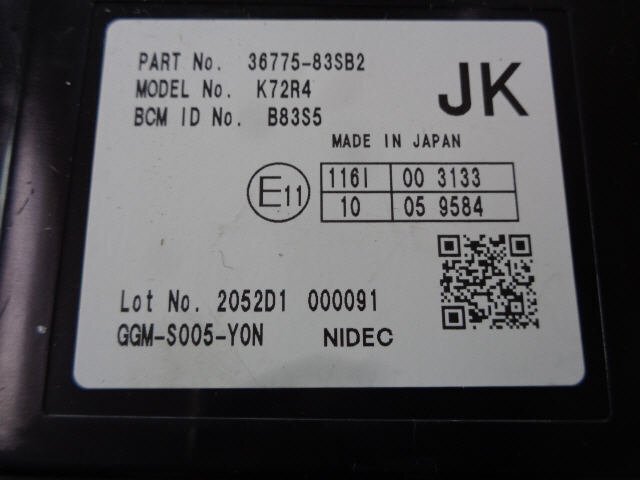 PART No. 36775-83SB2
MODEL No. K72R4
BCM ID No. B83S5
JK
MADE IN JAPAN
E11
116I 00 3133
10 05 9584
Lot No. 2052D1 000091
GGM-S005-Y0N NIDEC